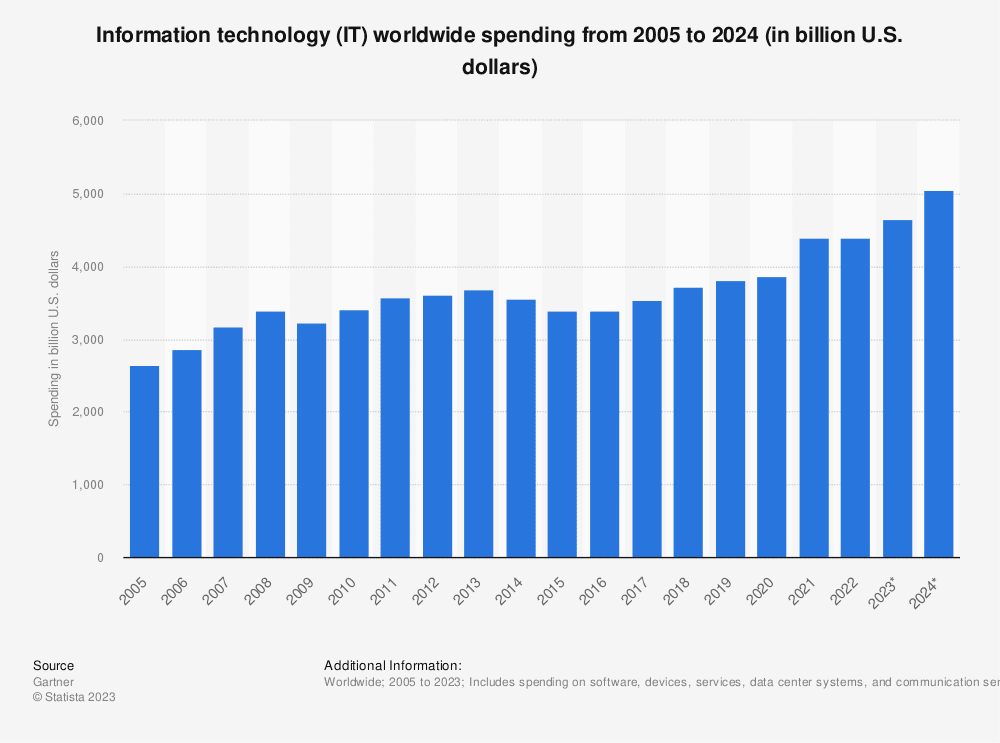 Information technology (IT) worldwide spending from 2005 to 2024 (in billion U.S.
dollars)
6,000
5,000
4,000
3,000
2,000
1,000
0
Spending in billion U.S. dollars
2005 2006 2007 2008 2009 2010 2011 2012 2013 2014 2015 2016 2017 2018 2019 2020 2021 2022 2023* 2024*
Source
Gartner
© Statista 2023
Additional Information:
Worldwide; 2005 to 2023; Includes spending on software, devices, services, data center systems, and communication